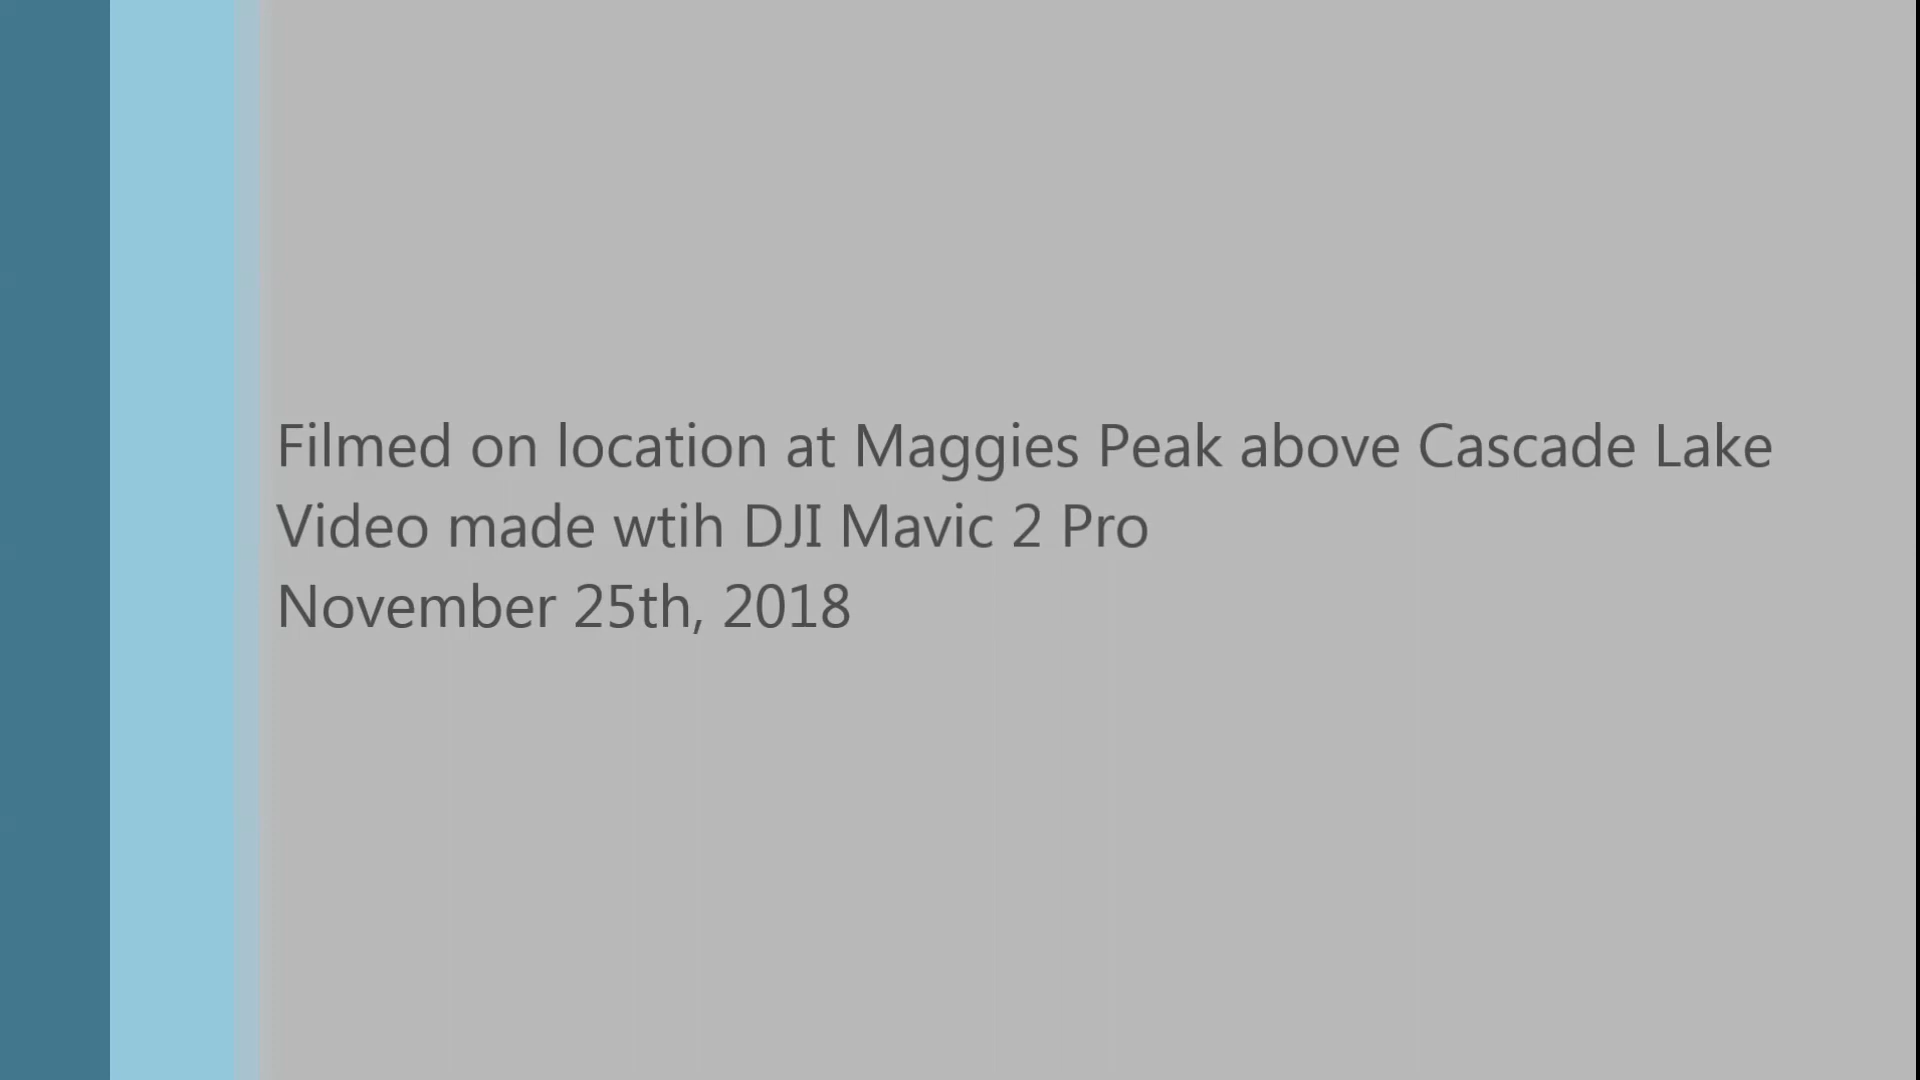 Filmed on location at Maggies Peak above Cascade Lake
Video made wtih DJI Mavic 2 Pro
November 25th, 2018